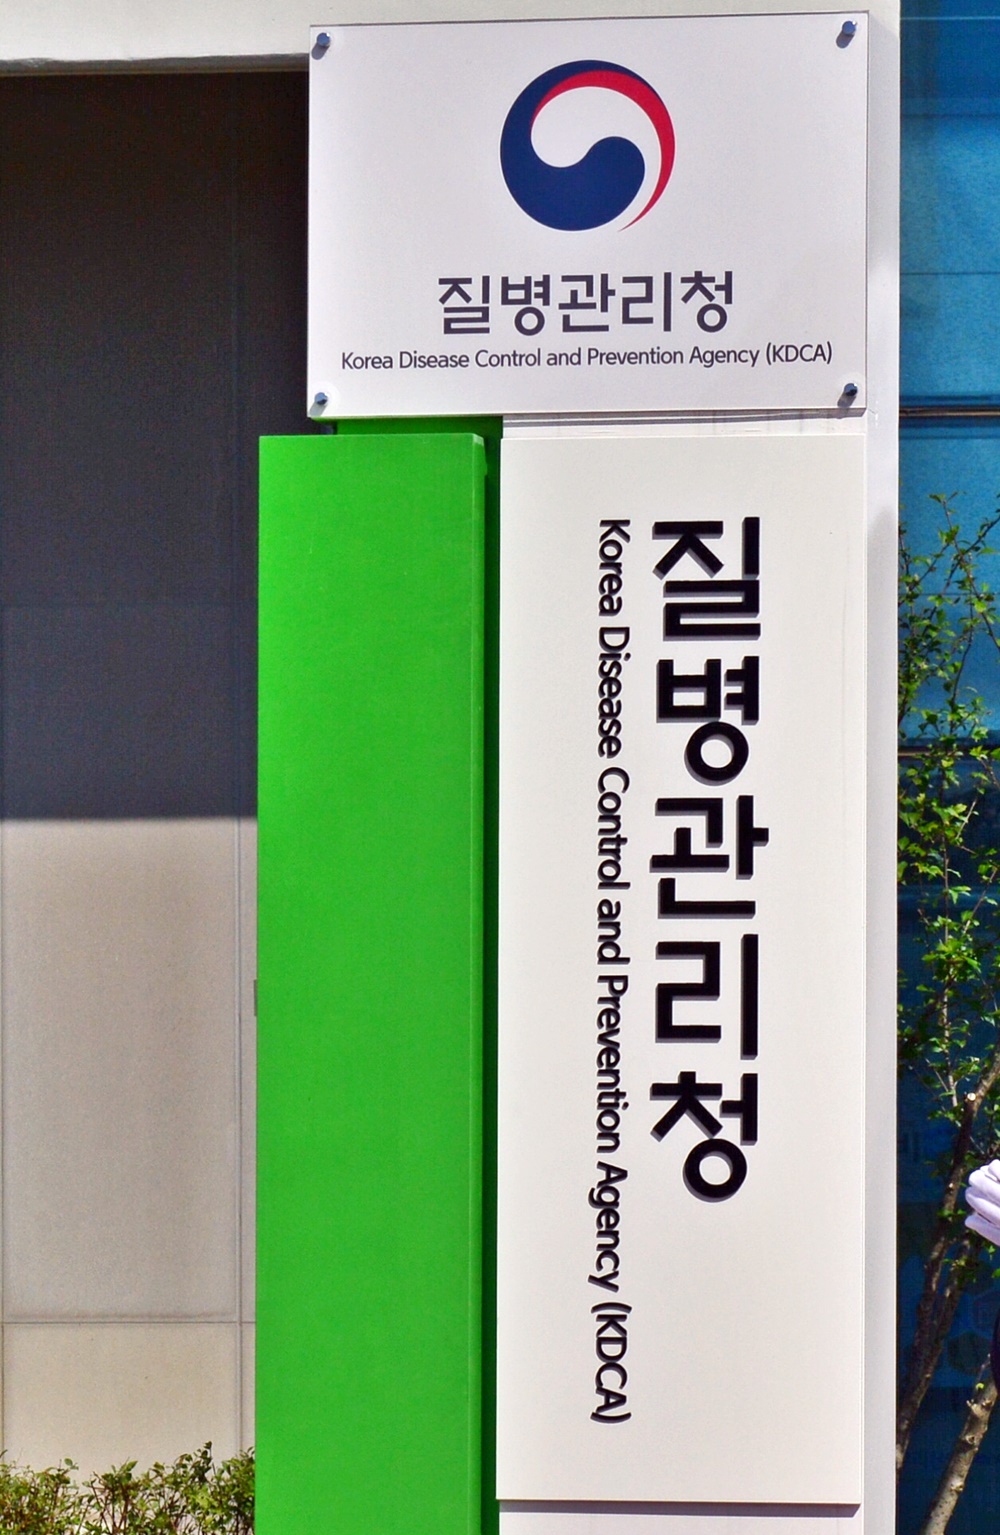 질병관리청
Korea Disease Control and Prevention Agency (KDCA)
질병관리청
Korea Disease Control and Prevention Agency (KDCA)